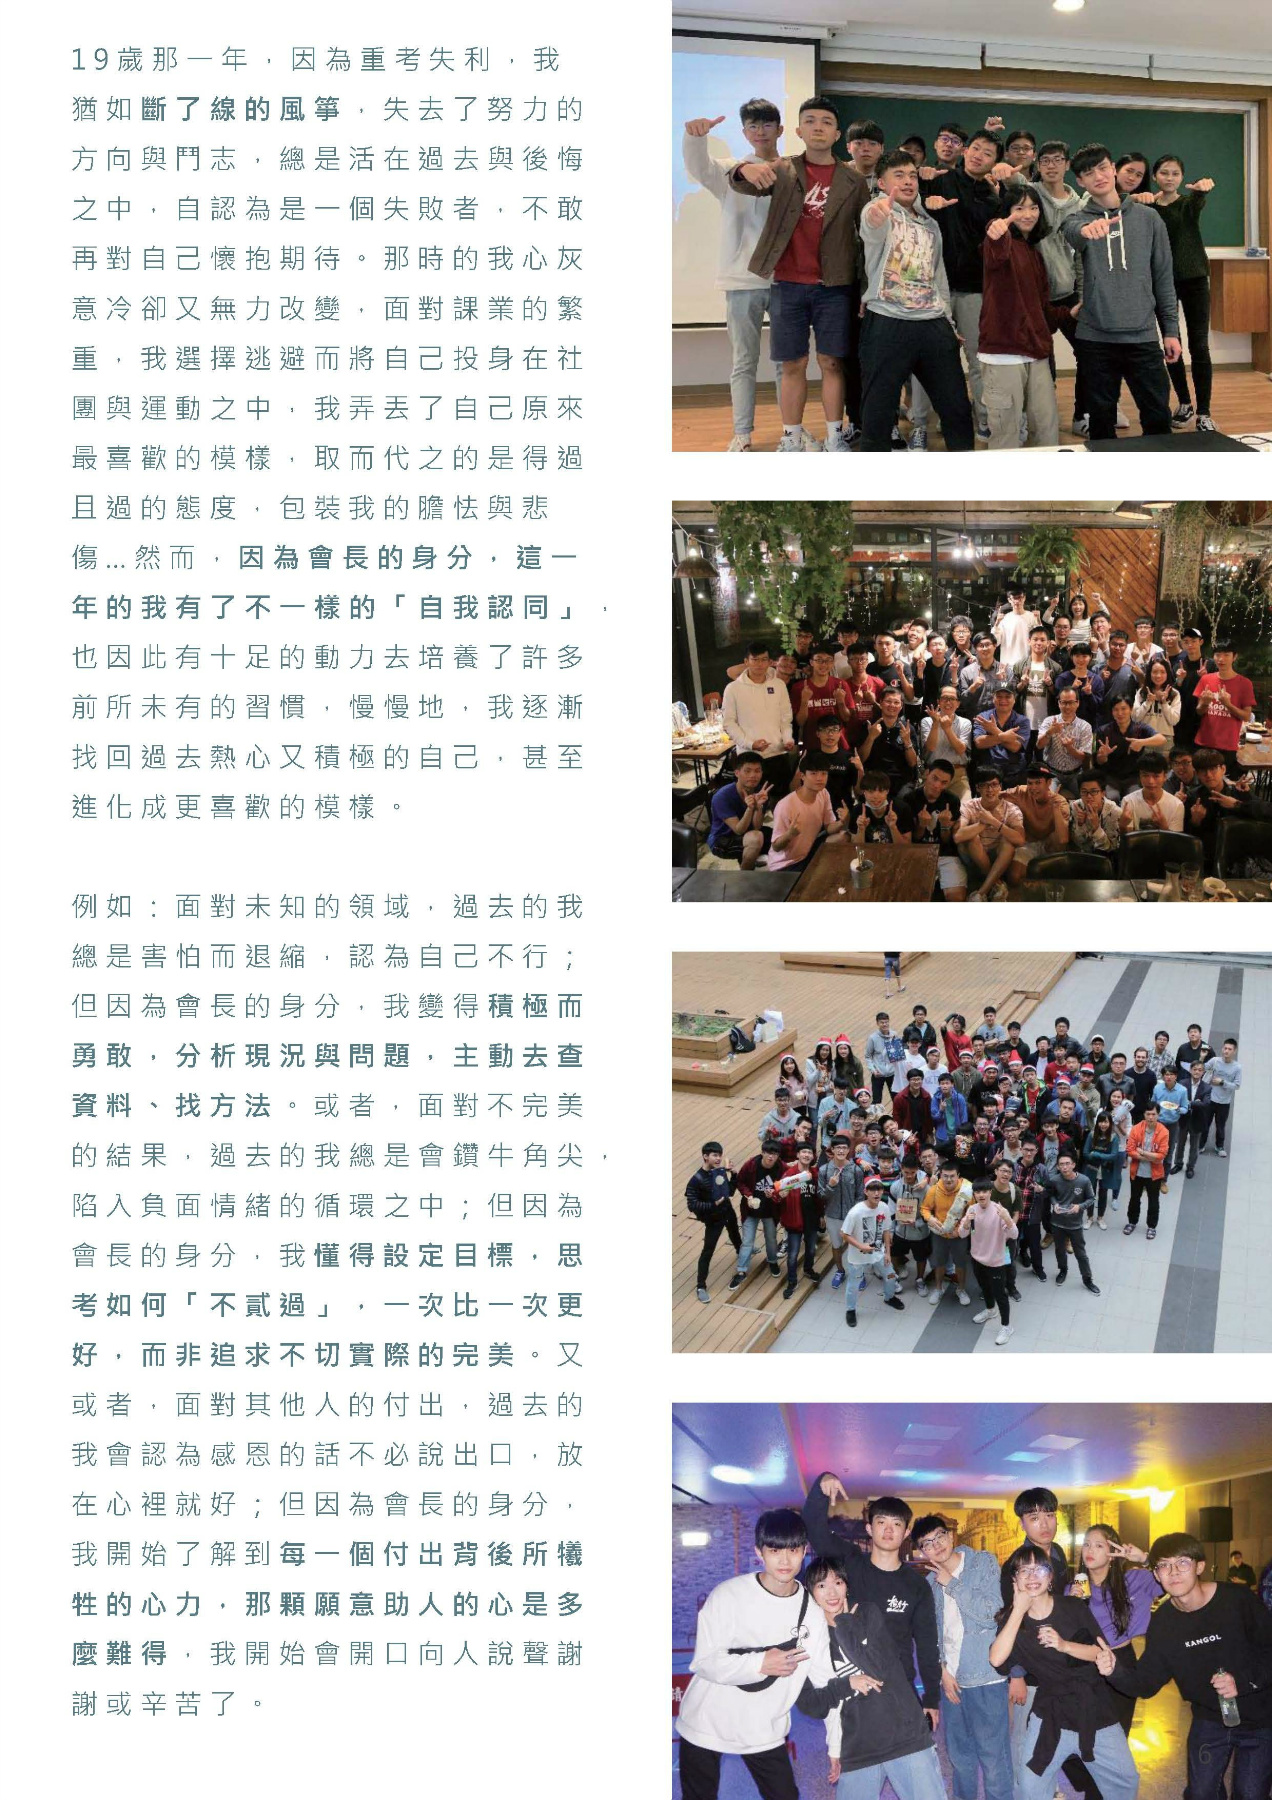 19歲那一年，因為重考失利，我
猶如斷了線的風箏，失去了努力的
方向與鬥志，總是活在過去與後悔
之中，自認為是一個失敗者，不敢
再對自己懷抱期待。那時的我心灰
意冷卻又無力改變，面對課業的繁
重，我選擇逃避而將自己投身在社
團與運動之中，我弄丟了自己原來
最喜歡的模樣，取而代之的是得過
且過的態度，包裝我的膽怯與悲
傷…然而，因為會長的身分，這一
年的我有了不一樣的「自我認同」，
也因此有十足的動力去培養了許多
前所未有的習慣，慢慢地，我逐漸
找回過去熱心又積極的自己，甚至
進化成更喜歡的模樣。
例如：面對未知的領域，過去的我
總是害怕而退縮，認為自己不行；
但因為會長的身分，我變得積極而
勇敢，分析現況與問題，主動去查
資料、找方法。或者，面對不完美
的結果，過去的我總是會鑽牛角尖，
陷入負面情緒的循環之中；但因為
會長的身分，我懂得設定目標，思
考如何「不貳過」，一次比一次更
好，而非追求不切實際的完美。又
或者，面對其他人的付出，過去的
我會認為感恩的話不必說出口，放
在心裡就好；但因為會長的身分，
我開始了解到每一個付出背後所犧
牲的心力，那顆願意助人的心是多
麼難得，我開始會開口向人說聲謝
謝或辛苦了。
KANGOL
6